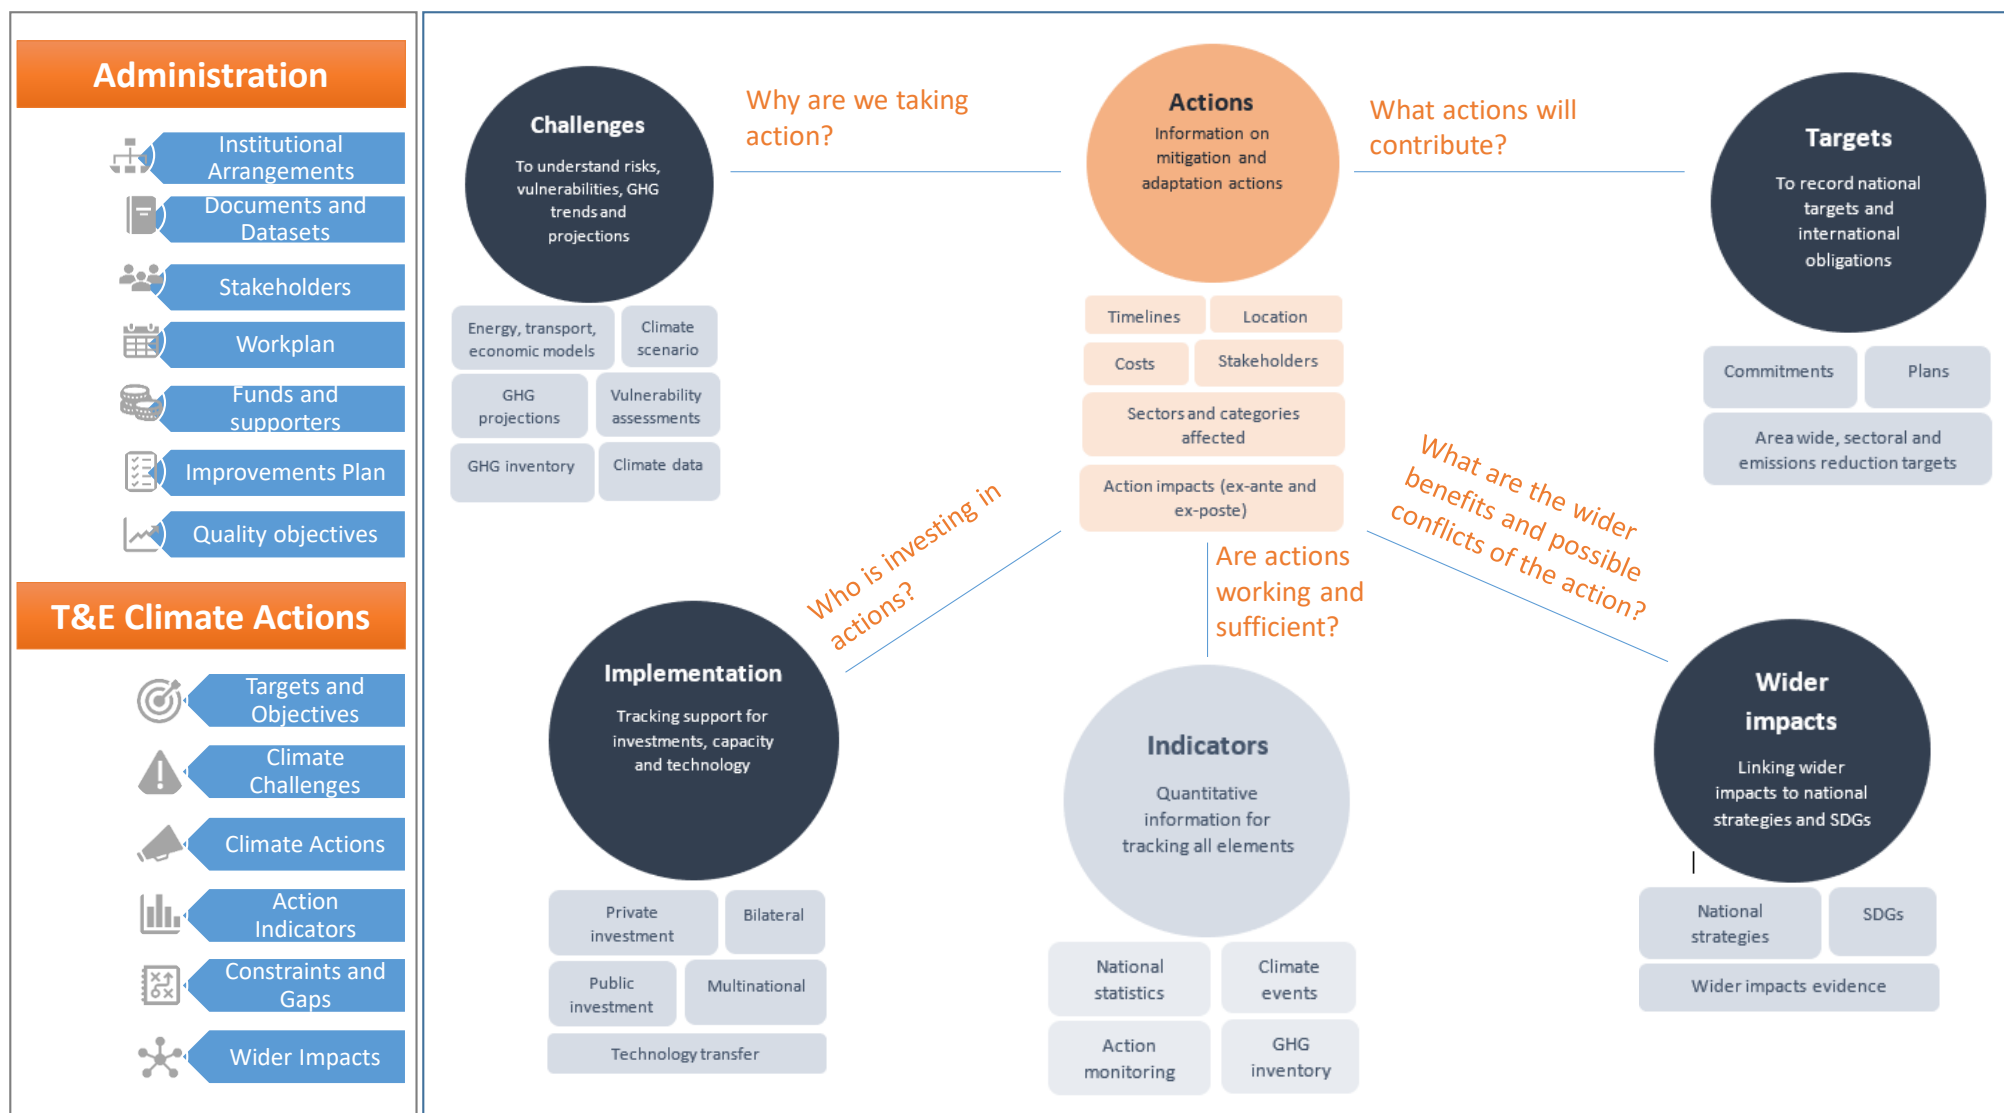 Administration
Institutional
Arrangements
Documents and
Datasets
Stakeholders
Workplan
Funds and
supporters
Improvements Plan
Quality objectives
T&E Climate Actions
Targets and
Objectives
Climate
Challenges
Climate Actions
Action
Indicators
Constraints and
Gaps
Wider Impacts
Challenges
To understand risks,
vulnerabilities, GHG
trends and
projections
Energy, transport,
economic models
Climate
scenario
GHG
projections
Vulnerability
assessments
GHG inventory
Climate data
Why are we taking
action?
Actions
Information on
mitigation and
adaptation actions
Timelines
Location
Costs
Stakeholders
Sectors and categories
affected
Action impacts (ex-ante and
ex-poste)
What actions will
contribute?
Targets
To record national
targets and
international
obligations
Commitments
Plans
Area wide, sectoral and
emissions reduction targets
Who is investing in
actions?
Are actions
working and
sufficient?
What are the wider
benefits and possible
conflicts of the action?
Implementation
Tracking support for
investments, capacity
and technology
Private
investment
Bilateral
Public
investment
Multinational
Technology transfer
Indicators
Quantitative
information for
tracking all elements
National
statistics
Climate
events
Action
monitoring
GHG
inventory
Wider
impacts
Linking wider
impacts to national
strategies and SDGs
National
strategies
SDGs
Wider impacts evidence